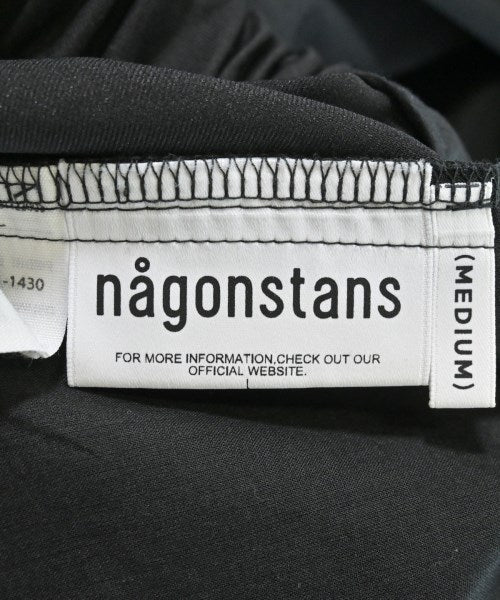 -1430
någonstans
FOR MORE INFORMATION,CHECK OUT OUR
OFFICIAL WEBSITE.
(MEDIUM)